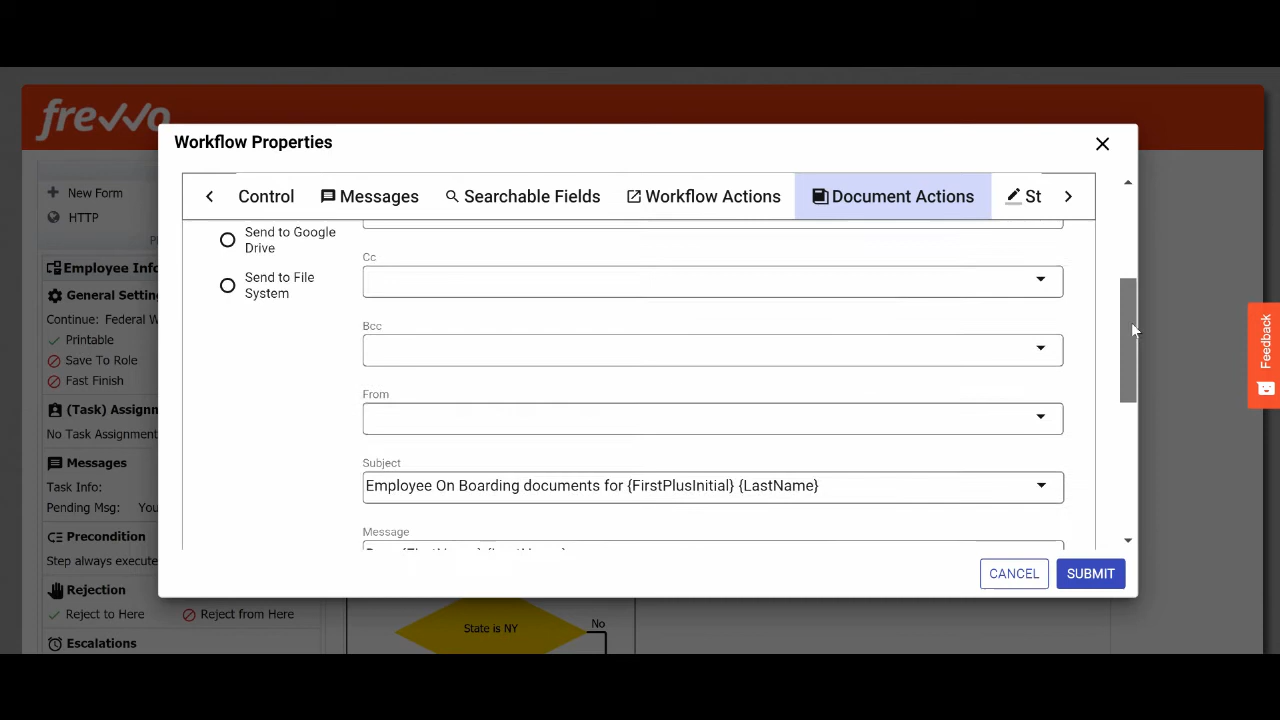 frevvo
Workflow Properties
Control
Messages
Searchable Fields
Workflow Actions
Document Actions
St
New Form
HTTP
Send to Google
Drive
Send to File
System
Cc
Bcc
From
Subject
Employee On Boarding documents for {FirstPlusInitial} {LastName}
Message
CANCEL
SUBMIT
Employee Info
General Settin
Continue: Federal W
Printable
Save To Role
Fast Finish
(Task) Assignm
No Task Assignment
Messages
Task Info:
Pending Msg: You
Precondition
Step always execute
Rejection
Reject to Here
Reject from Here
Escalations
State is NY
No
Feedback